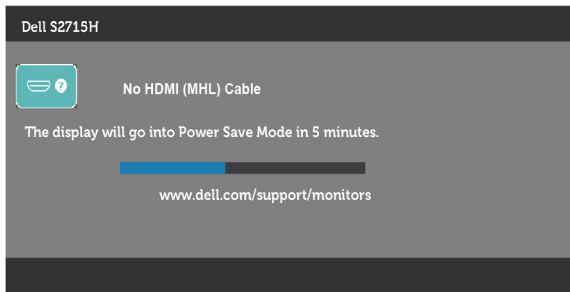 Dell S2715H
?
No HDMI (MHL) Cable
The display will go into Power Save Mode in 5 minutes.
www.dell.com/support/monitors